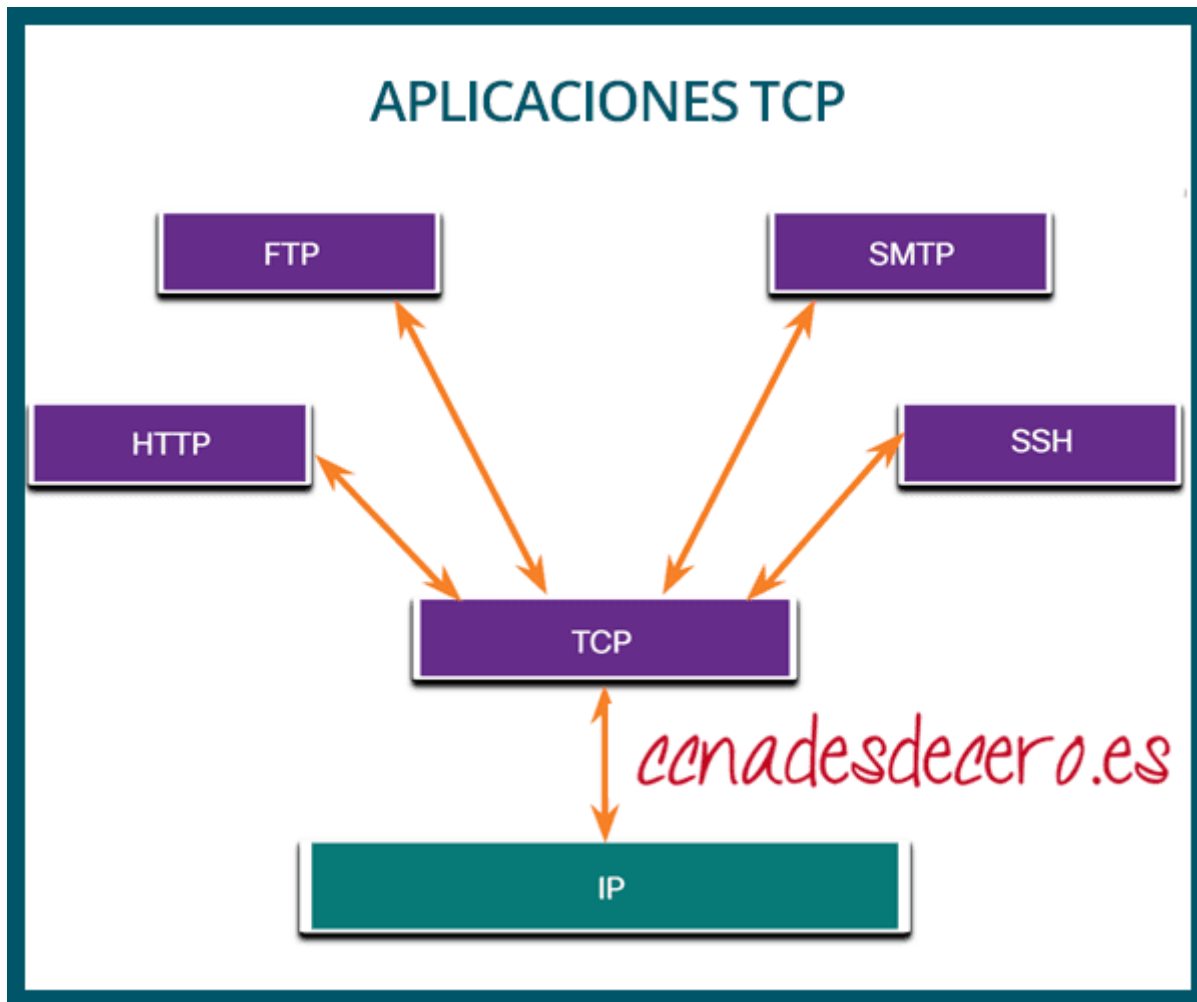 APLICACIONES TCP
FTP
SMTP
HTTP
SSH
TCP
ccnadesdecero.es
IP